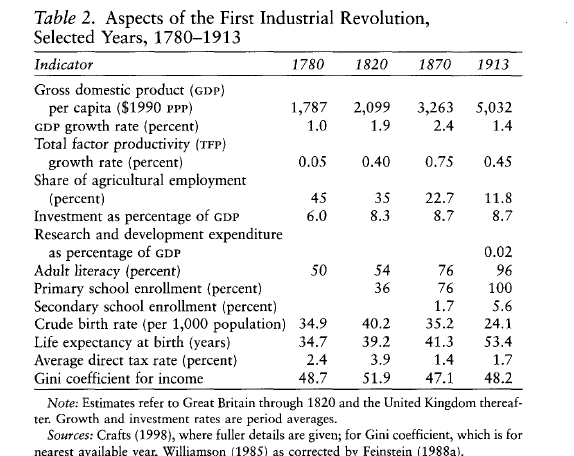 Table 2. Aspects of the First Industrial Revolution,
Selected Years, 1780–1913
Indicator 1780 1820 1870 1913
Gross domestic product (GDP)
per capita ($1990 PPP) 1,787 2,099 3,263 5,032
GDP growth rate (percent) 1.0 1.9 2.4 1.4
Total factor productivity (TFP)
growth rate (percent) 0.05 0.40 0.75 0.45
Share of agricultural employment
(percent) 45 35 22.7 11.8
Investment as percentage of GDP 6.0 8.3 8.7 8.7
Research and development expenditure
as percentage of GDP 0.02
Adult literacy (percent) 50 54 76 96
Primary school enrollment (percent) 36 76 100
Secondary school enrollment (percent) 1.7 5.6
Crude birth rate (per 1,000 population) 34.9 40.2 35.2 24.1
Life expectancy at birth (years) 34.7 39.2 41.3 53.4
Average direct tax rate (percent) 2.4 3.9 1.4 1.7
Gini coefficient for income 48.7 51.9 47.1 48.2
Note: Estimates refer to Great Britain through 1820 and the United Kingdom thereaf-
ter. Growth and investment rates are period averages.
Sources: Crafts (1998), where fuller details are given; for Gini coefficient, which is for
nearest available year, Williamson (1985) as corrected by Feinstein (1988a).